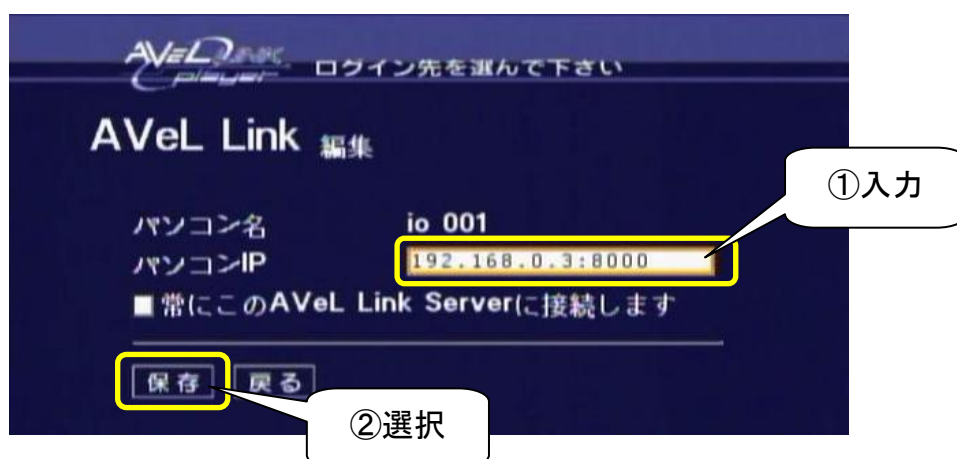 AVeL Link player ログイン先を選んで下さい
AVeL Link 編集
①入力
パソコン名 io 001
パソコンIP 192.168.0.3:8000
常にこのAVeL Link Serverに接続します
保存 戻る
②選択